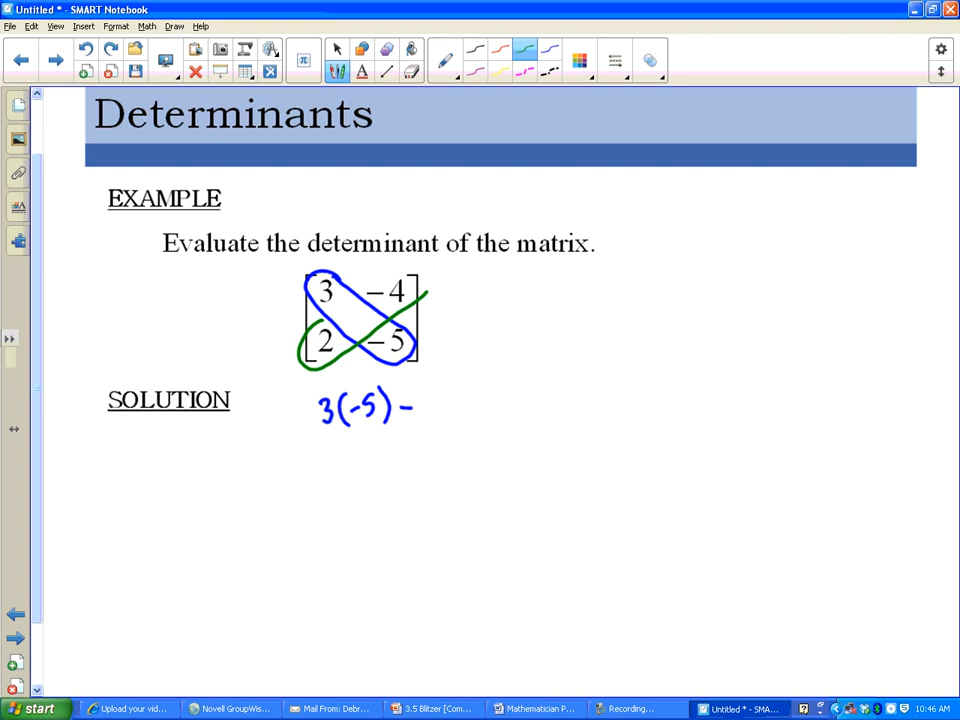 Untitled * - SMART Notebook
File Edit View Insert Format Math Draw Help
Determinants
EXAMPLE
Evaluate the determinant of the matrix.
3 −4
2 −5
SOLUTION 3(-5) -
start Upload your vid... Novell GroupWis... Mail From: Debr... 3.5 Blitzer [Com... Mathematician P... Recording... Untitled * - SMA... 10:46 AM